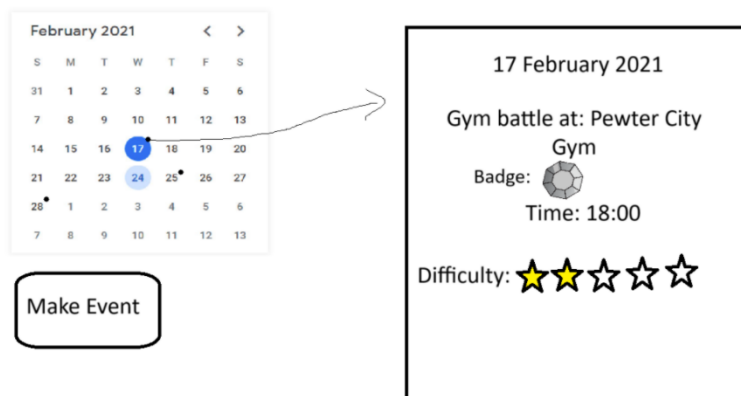 February 2021 < >
S M T W T F S
31 1 2 3 4 5 6
7 8 9 10 11 12 13
14 15 16 17 18 19 20
21 22 23 24 25 26 27
28 1 2 3 4 5 6
7 8 9 10 11 12 13
Make Event
17 February 2021
Gym battle at: Pewter City
Gym
Badge:
Time: 18:00
Difficulty: